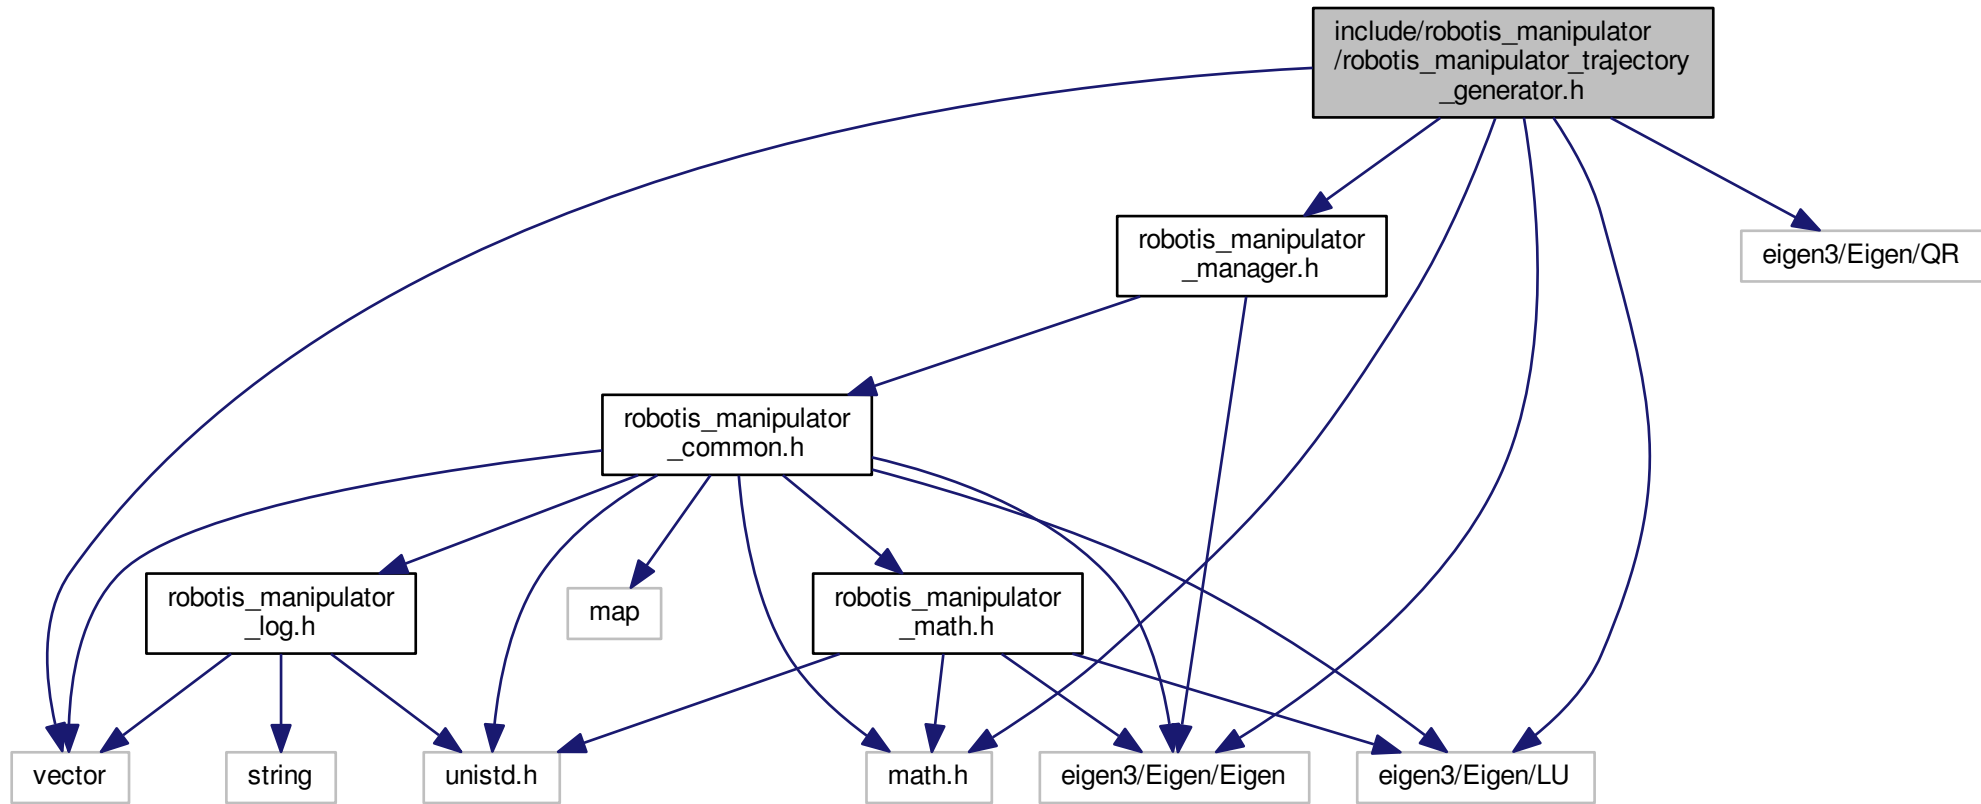 include/robotis_manipulator
/robotis_manipulator_trajectory
_generator.h
robotis_manipulator
_manager.h
eigen3/Eigen/QR
robotis_manipulator
_common.h
robotis_manipulator
_log.h
map
robotis_manipulator
_math.h
vector
string
unistd.h
math.h
eigen3/Eigen/Eigen
eigen3/Eigen/LU